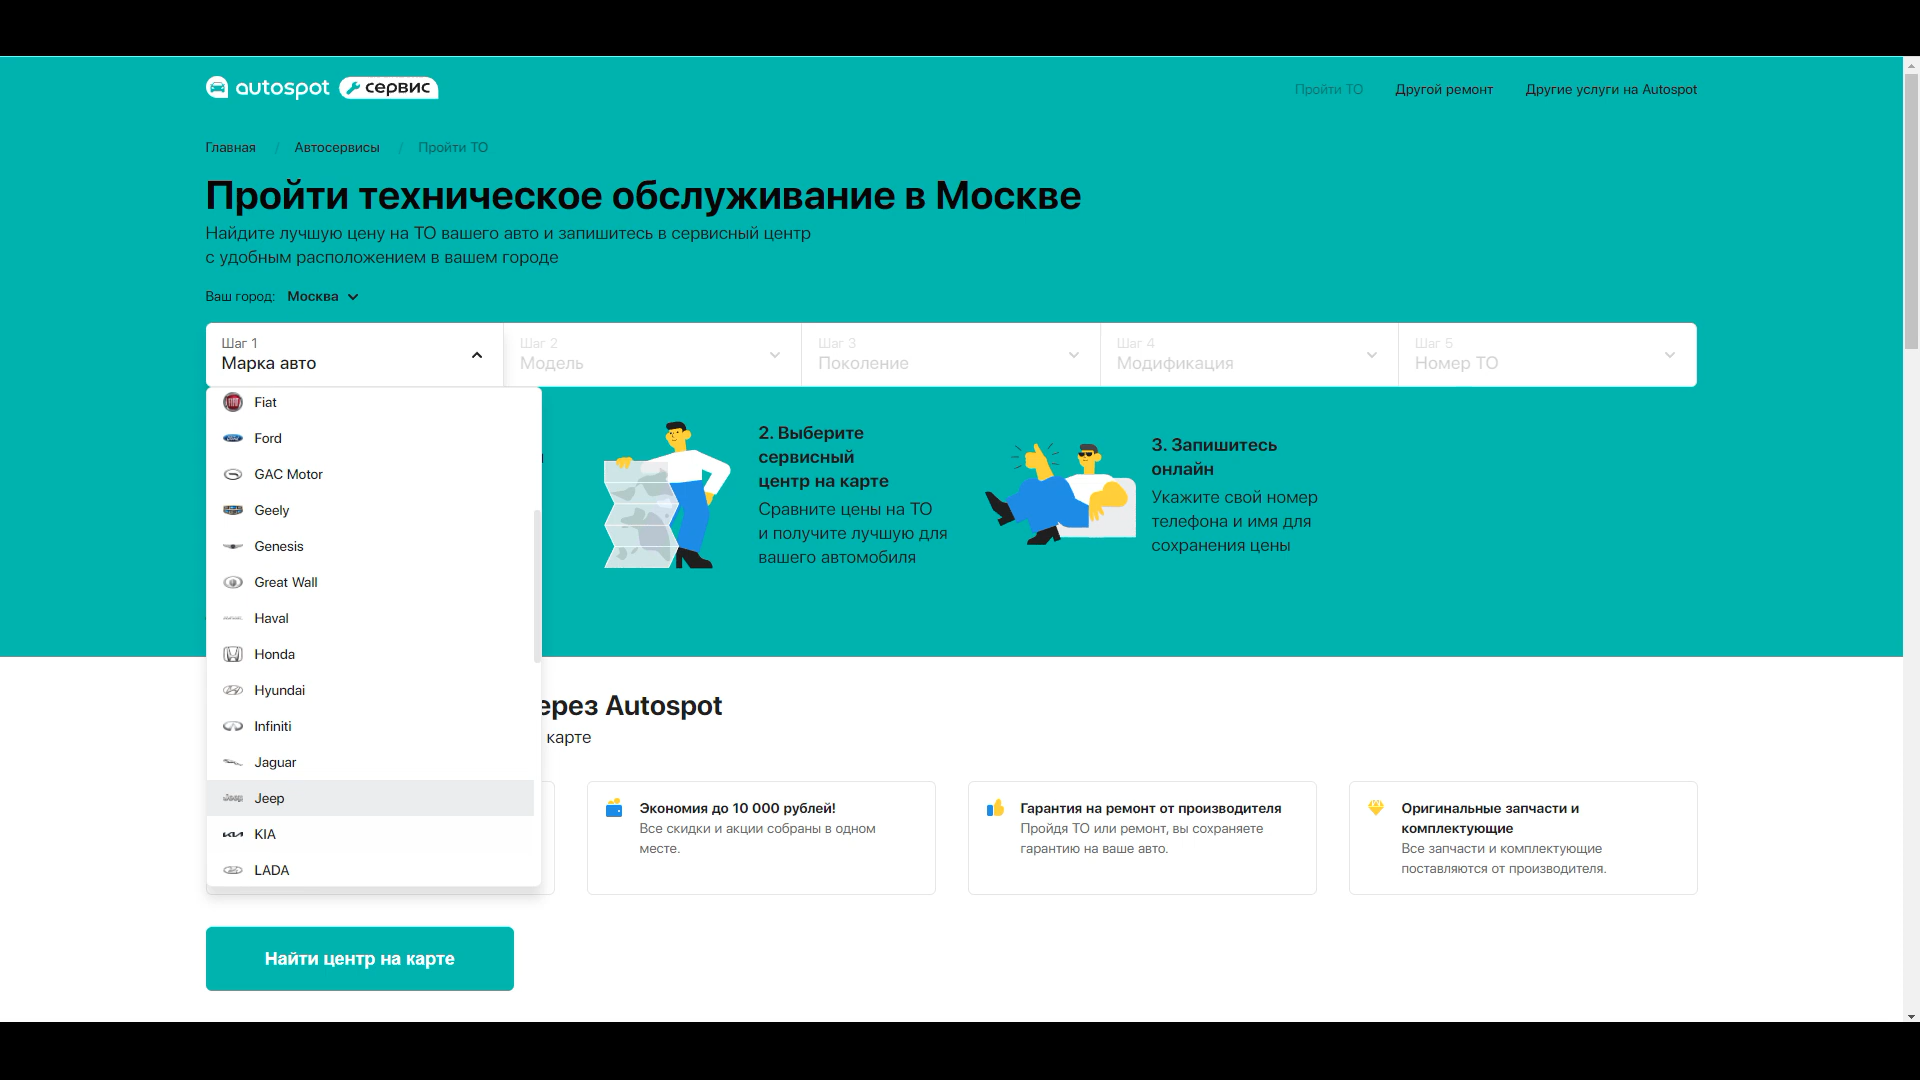 autospot сервис
Пройти ТО
Другой ремонт
Другие услуги на Autospot
Главная / Автосервисы / Пройти ТО
Пройти техническое обслуживание в Москве
Найдите лучшую цену на ТО вашего авто и запишитесь в сервисный центр
с удобным расположением в вашем городе
Ваш город: Москва
Шаг 1
Марка авто
Шаг 2
Модель
Шаг 3
Поколение
Шаг 4
Модификация
Шаг 5
Номер ТО
Fiat
Ford
GAC Motor
Geely
Genesis
Great Wall
Haval
Honda
Hyundai
Infiniti
Jaguar
Jeep
KIA
LADA
2. Выберите
сервисный
центр на карте
Сравните цены на ТО
и получите лучшую для
вашего автомобиля
3. Запишитесь
онлайн
Укажите свой номер
телефона и имя для
сохранения цены
ерез Autospot
карте
Экономия до 10 000 рублей!
Все скидки и акции собраны в одном
месте.
Гарантия на ремонт от производителя
Пройдя ТО или ремонт, вы сохраняете
гарантию на ваше авто.
Оригинальные запчасти и
комплектующие
Все запчасти и комплектующие
поставляются от производителя.
Найти центр на карте